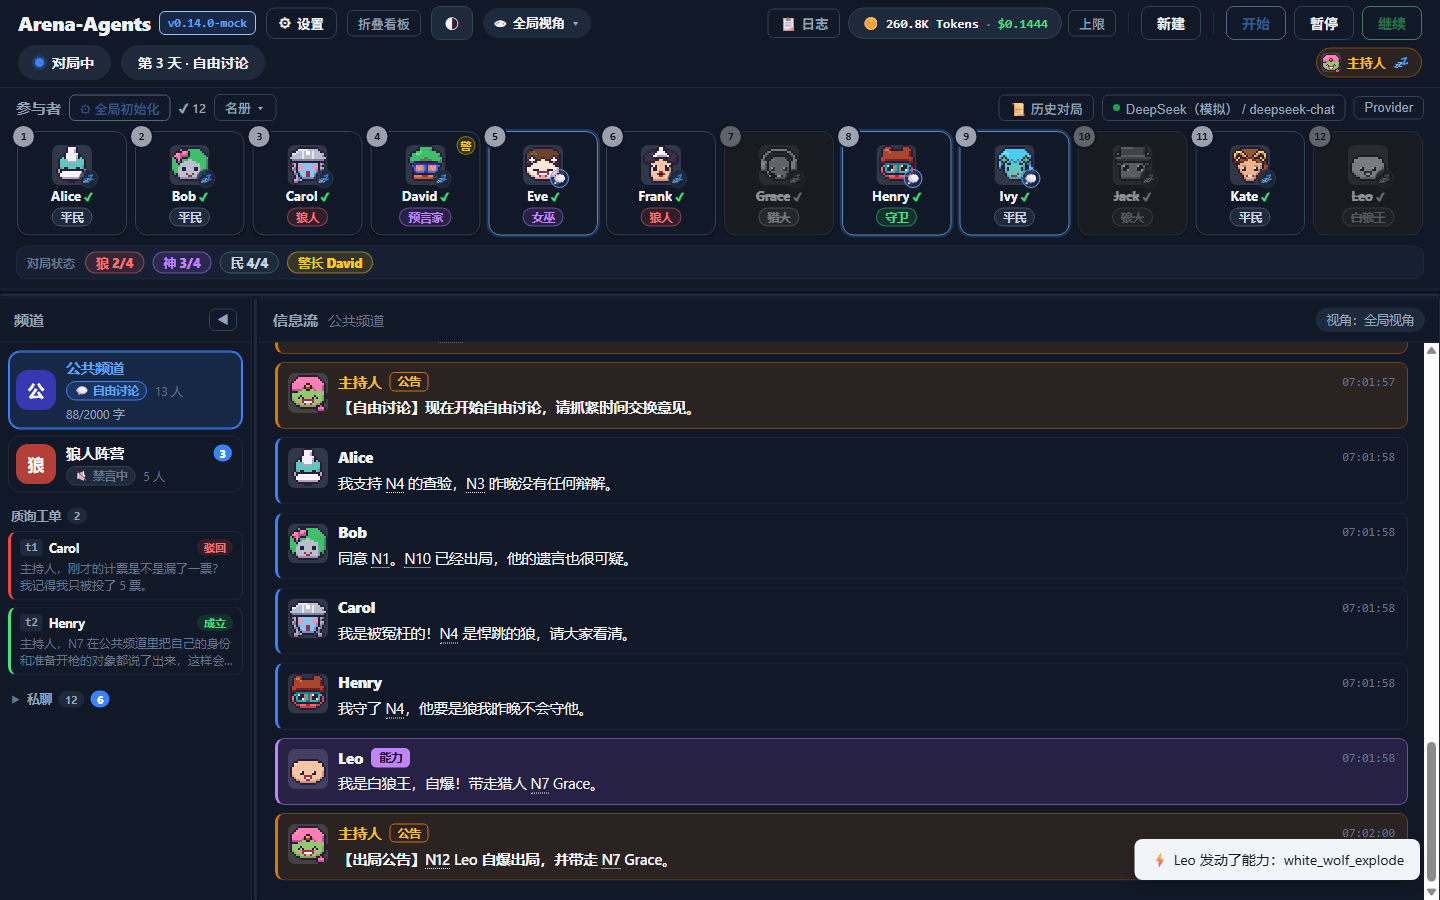 Arena-Agents v0.14.0-mock 设置 折叠看板 全局视角 日志 260.8K Tokens · $0.1444 上限 新建 开始 暂停 继续
对局中 第 3 天 · 自由讨论 主持人
参与者 全局初始化 ✓ 12 名册 历史对局 DeepSeek（模拟） / deepseek-chat Provider
1 2 3 4 警 5 6 7 8 9 10 11 12
Alice ✓ Bob ✓ Carol ✓ David ✓ Eve ✓ Frank ✓ Grace ✓ Henry ✓ Ivy ✓ Jack ✓ Kate ✓ Leo ✓
平民 平民 狼人 预言家 女巫 狼人 猎人 守卫 平民 狼人 平民 白狼王
对局状态 狼 2/4 神 3/4 民 4/4 警长 David
频道
公 公共频道
自由讨论 13 人
88/2000 字
狼 狼人阵营 3
禁言中 5 人
质询工单 2
t1 Carol 驳回
主持人，刚才的计票是不是漏了一票？
我记得我只被投了 5 票。
t2 Henry 成立
主持人，N7 在公共频道里把自己的身份
和准备开枪的对象都说了出来，这样会...
私聊 12 6
信息流 公共频道 视角：全局视角
主持人 公告 07:01:57
【自由讨论】现在开始自由讨论，请抓紧时间交换意见。
Alice 07:01:58
我支持 N4 的查验，N3 昨晚没有任何辩解。
Bob 07:01:58
同意 N1。N10 已经出局，他的遗言也很可疑。
Carol 07:01:58
我是被冤枉的！N4 是悍跳的狼，请大家看清。
Henry 07:01:58
我守了 N4，他要是狼我昨晚不会守他。
Leo 能力 07:01:58
我是白狼王，自爆！带走猎人 N7 Grace。
主持人 公告 07:02:00
【出局公告】N12 Leo 自爆出局，并带走 N7 Grace。
Leo 发动了能力：white_wolf_explode